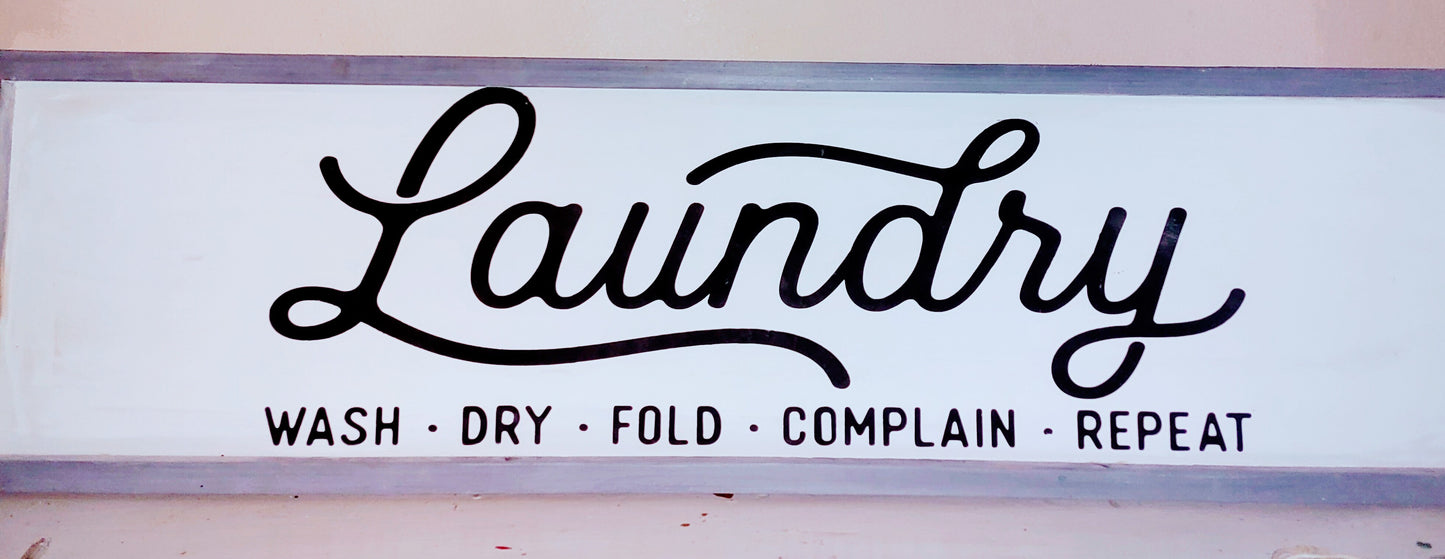 Laundry
WASH · DRY · FOLD · COMPLAIN · REPEAT